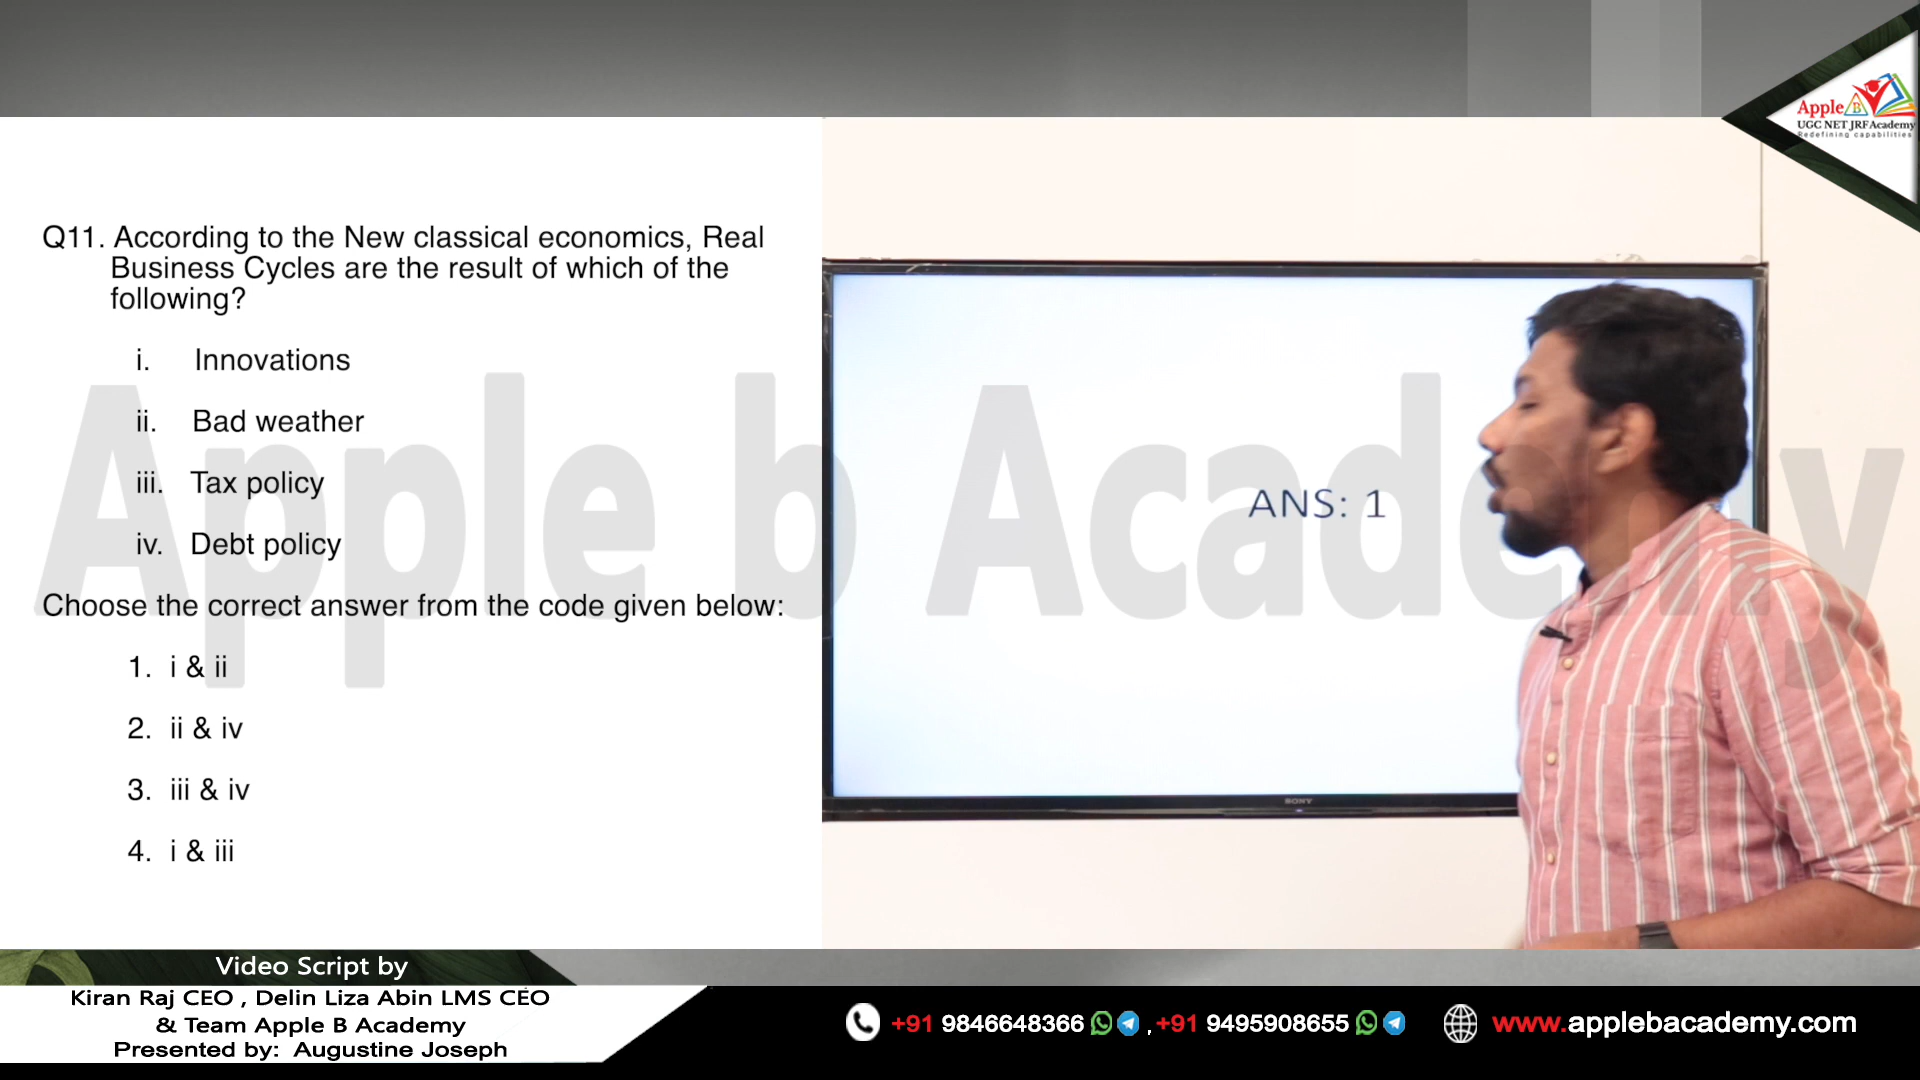 Apple B
UGC NET JRF Academy
Redefining capabilities
Q11. According to the New classical economics, Real
Business Cycles are the result of which of the
following?
i. Innovations
ii. Bad weather
iii. Tax policy
iv. Debt policy
Choose the correct answer from the code given below:
1. i & ii
2. ii & iv
3. iii & iv
4. i & iii
Apple b Academy
ANS: 1
SONY
Video Script by
Kiran Raj CEO , Delin Liza Abin LMS CEO
& Team Apple B Academy
Presented by: Augustine Joseph
+91 9846648366 , +91 9495908655 www.applebacademy.com